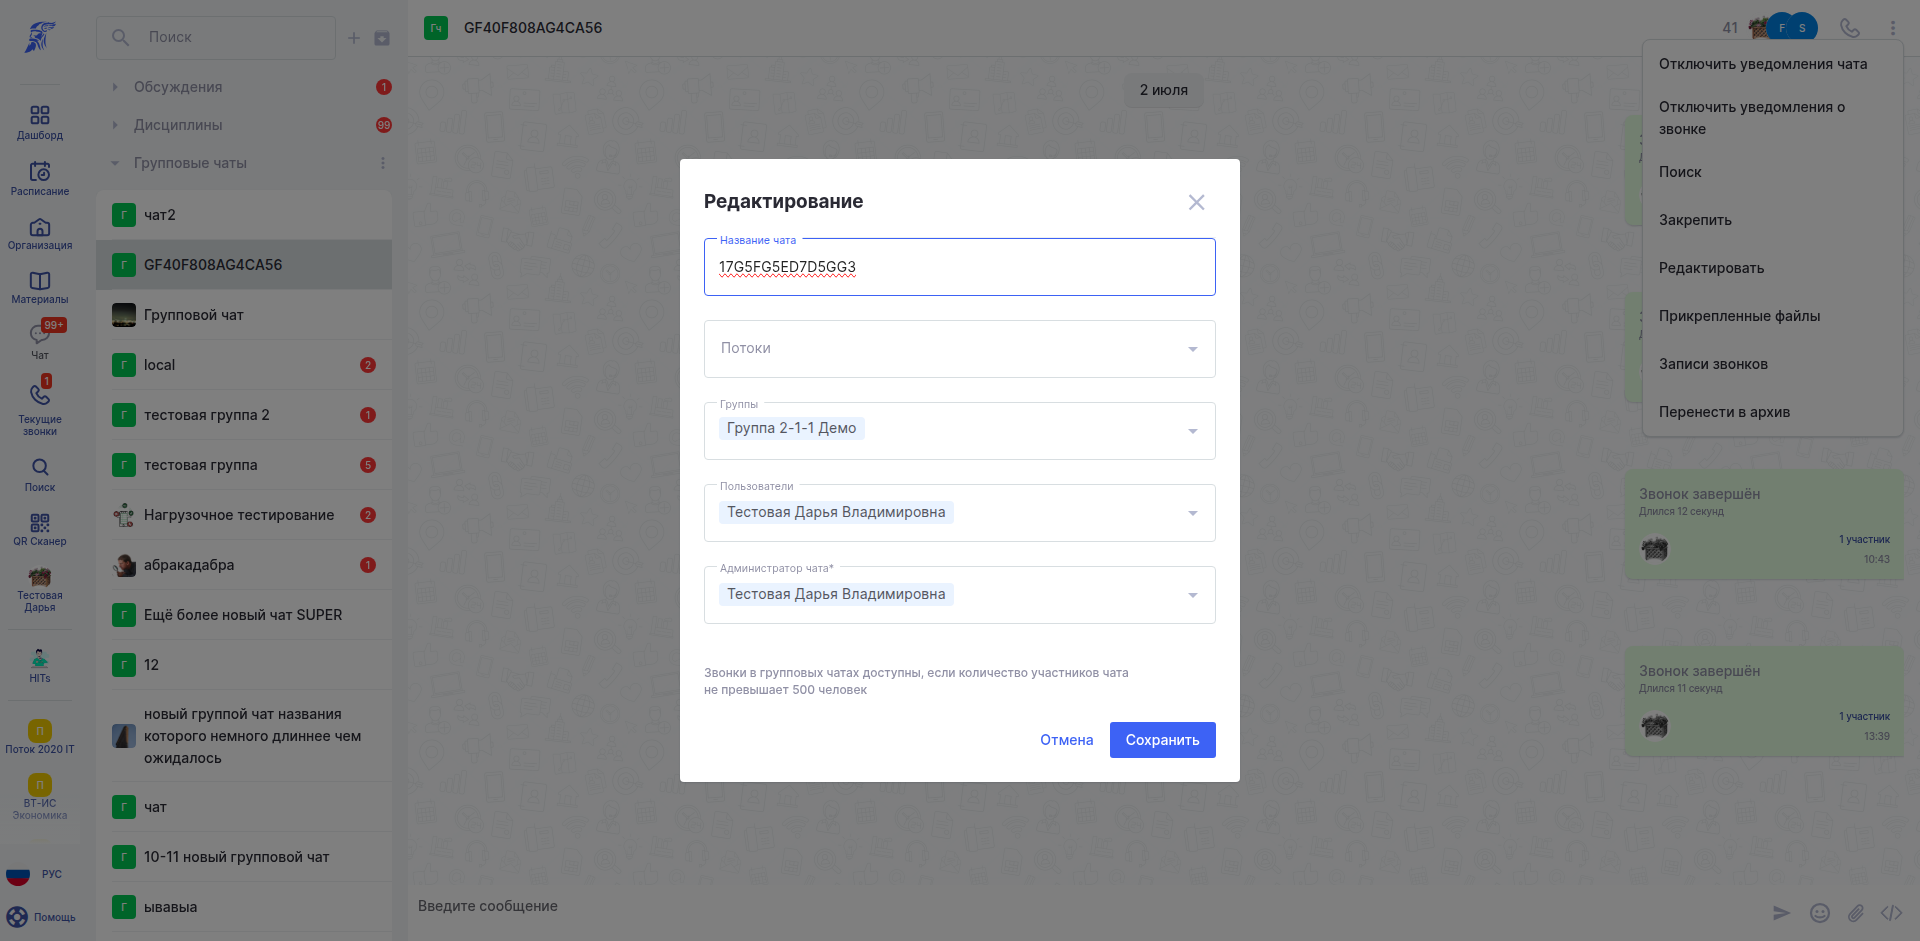 Дашборд
Расписание
Организация
Материалы
99+
Чат
1
Текущие
звонки
Поиск
QR Сканер
Тестовая
Дарья
HITs
П
Поток 2020 IT
П
ВТ-ИС
Экономика
РУС
Помощь
Поиск
Обсуждения
1
Дисциплины
99
Групповые чаты
Г
чат2
Г
GF40F808AG4CA56
Групповой чат
Г
local
2
Г
тестовая группа 2
1
Г
тестовая группа
5
Нагрузочное тестирование
2
абракадабра
1
Г
Ещё более новый чат SUPER
Г
12
новый группой чат названия
которого немного длиннее чем
ожидалось
Г
чат
Г
10-11 новый групповой чат
Г
ывавыа
Гч
GF40F808AG4CA56
41
F
S
2 июля
Отключить уведомления чата
Отключить уведомления о
звонке
Поиск
Закрепить
Редактировать
Прикрепленные файлы
Записи звонков
Перенести в архив
Редактирование
Название чата
17G5FG5ED7D5GG3
Потоки
Группы
Группа 2-1-1 Демо
Пользователи
Тестовая Дарья Владимировна
Администратор чата*
Тестовая Дарья Владимировна
Звонки в групповых чатах доступны, если количество участников чата
не превышает 500 человек
Отмена
Сохранить
Звонок завершён
Длился 12 секунд
1 участник
10:43
Звонок завершён
Длился 11 секунд
1 участник
13:39
Введите сообщение